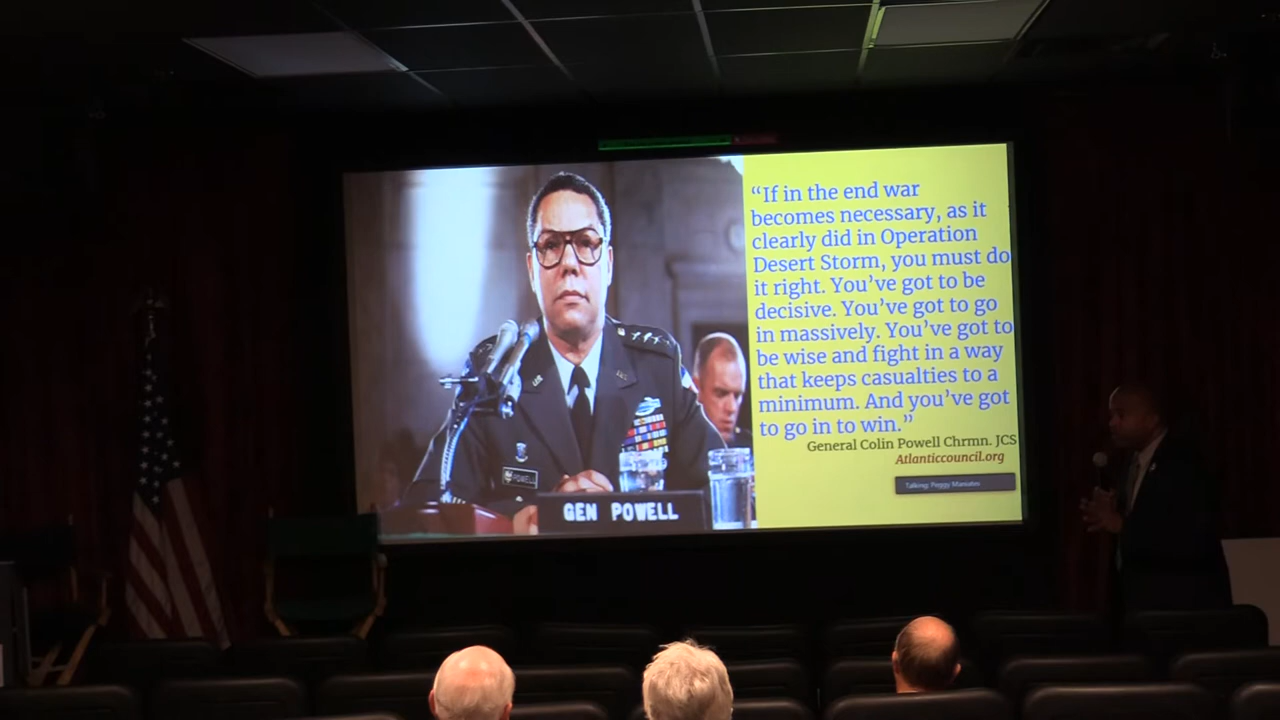 “If in the end war
becomes necessary, as it
clearly did in Operation
Desert Storm, you must do
it right. You’ve got to be
decisive. You’ve got to go
in massively. You’ve got to
be wise and fight in a way
that keeps casualties to a
minimum. And you’ve got
to go in to win.”
General Colin Powell Chrmn. JCS
Atlanticcouncil.org
Talking: Peggy Maniates
POWELL
GEN POWELL